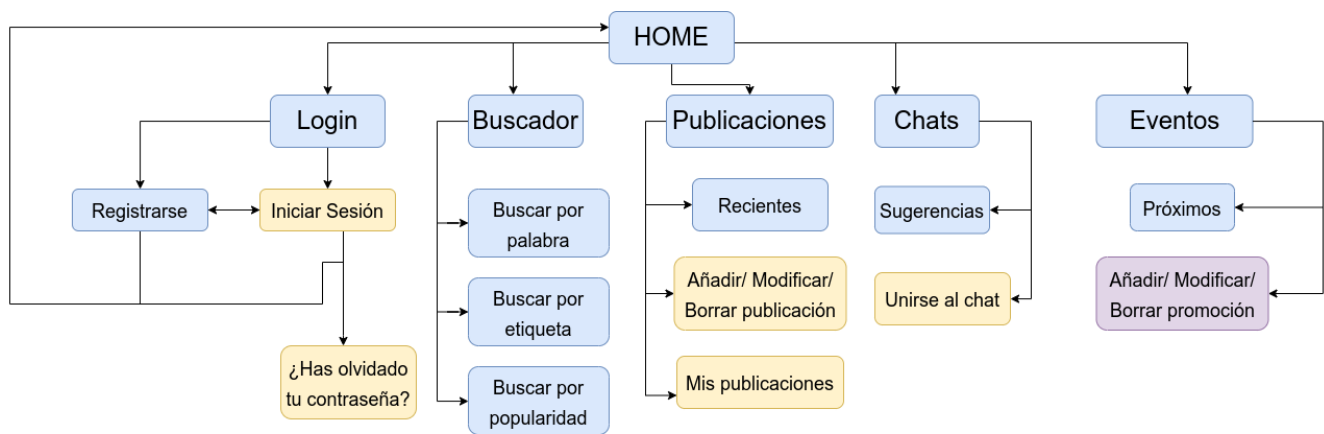 HOME
Login
Buscador
Publicaciones
Chats
Eventos
Registrarse
Iniciar Sesión
¿Has olvidado
tu contraseña?
Buscar por
palabra
Buscar por
etiqueta
Buscar por
popularidad
Recientes
Añadir/ Modificar/
Borrar publicación
Mis publicaciones
Sugerencias
Unirse al chat
Próximos
Añadir/ Modificar/
Borrar promoción